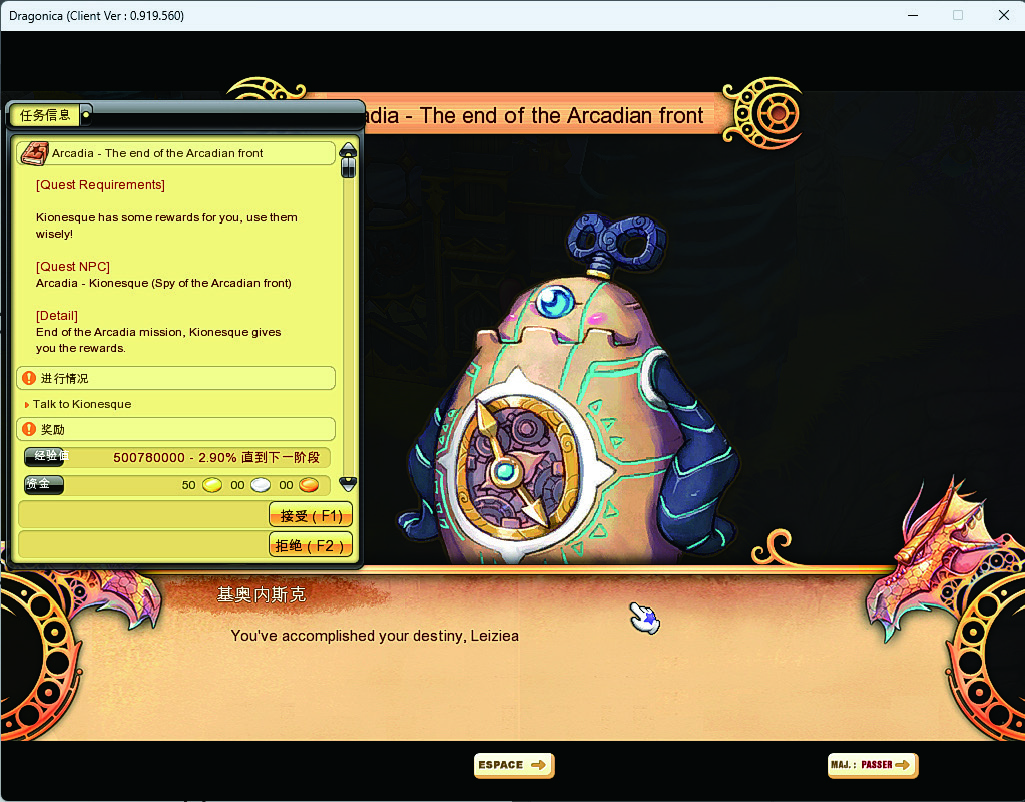 Dragonica (Client Ver : 0.919.560)
adia - The end of the Arcadian front
任务信息
Arcadia - The end of the Arcadian front
[Quest Requirements]
Kionesque has some rewards for you, use them
wisely!
[Quest NPC]
Arcadia - Kionesque (Spy of the Arcadian front)
[Detail]
End of the Arcadia mission, Kionesque gives
you the rewards.
进行情况
Talk to Kionesque
奖励
经验值 500780000 - 2.90% 直到下一阶段
资金 50 00 00
接受 ( F1)
拒绝 ( F2 )
基奥内斯克
You've accomplished your destiny, Leiziea
ESPACE
MAJ. : PASSER